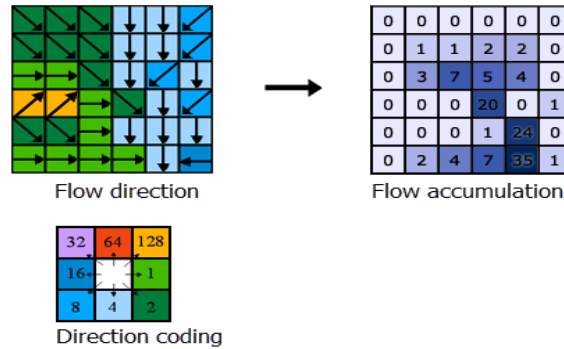 0 0 0 0 0 0
0 1 1 2 2 0
0 3 7 5 4 0
0 0 0 20 0 1
0 0 0 1 24 0
0 2 4 7 35 1
Flow direction
Flow accumulation
32 64 128
16 1
8 4 2
Direction coding